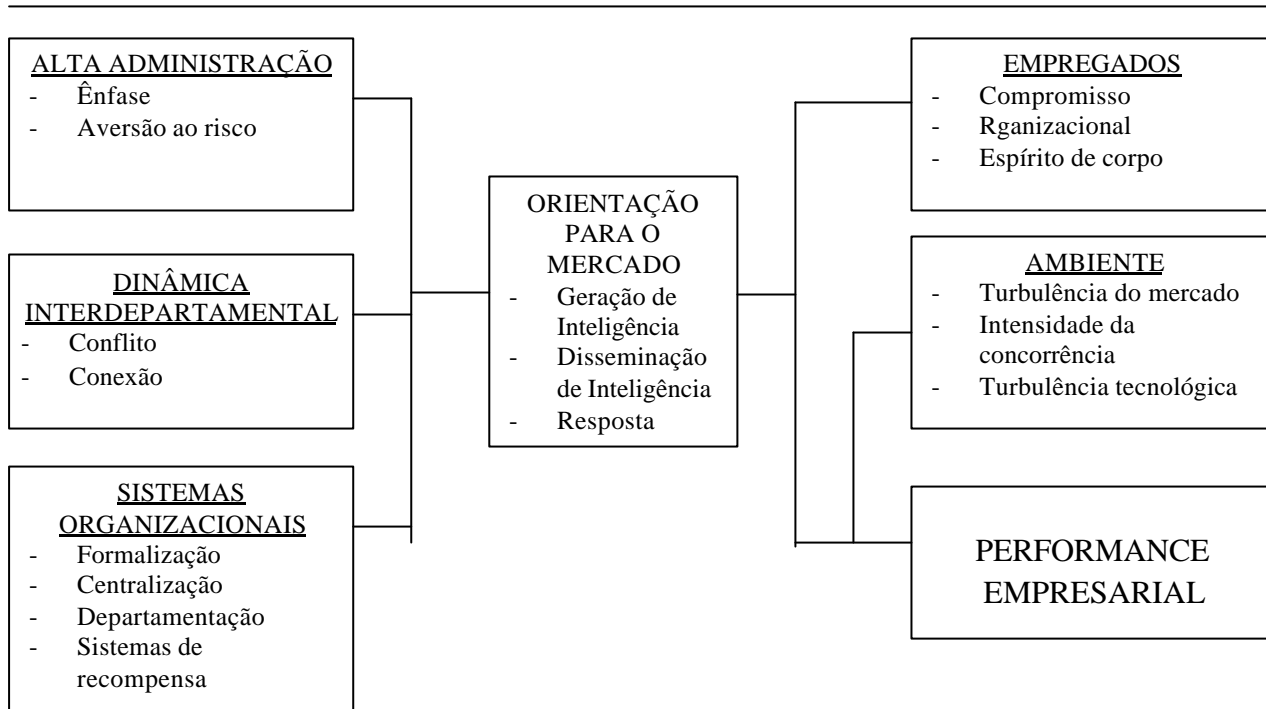 ALTA ADMINISTRAÇÃO
- Ênfase
- Aversão ao risco
DINÂMICA
INTERDEPARTAMENTAL
- Conflito
- Conexão
SISTEMAS
ORGANIZACIONAIS
- Formalização
- Centralização
- Departamentação
- Sistemas de
recompensa
ORIENTAÇÃO
PARA O
MERCADO
- Geração de
Inteligência
- Disseminação
de Inteligência
- Resposta
EMPREGADOS
- Compromisso
- Rganizacional
- Espírito de corpo
AMBIENTE
- Turbulência do mercado
- Intensidade da
concorrência
- Turbulência tecnológica
PERFORMANCE
EMPRESARIAL